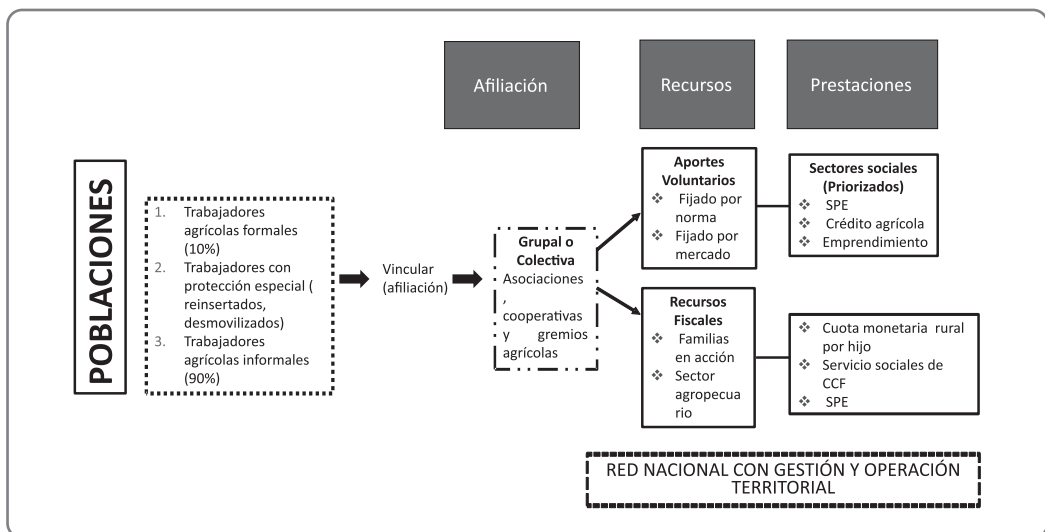 Afiliación
Recursos
Prestaciones
POBLACIONES
1. Trabajadores
agrícolas formales
(10%)
2. Trabajadores con
protección especial (
reinsertados,
desmovilizados)
3. Trabajadores
agrícolas informales
(90%)
Vincular
(afiliación)
Grupal o
Colectiva
Asociaciones
,
cooperativas
y gremios
agrícolas
Aportes
Voluntarios
❖ Fijado por
norma
❖ Fijado por
mercado
Sectores sociales
(Priorizados)
❖ SPE
❖ Crédito agrícola
❖ Emprendimiento
Recursos
Fiscales
❖ Familias
en acción
❖ Sector
agropecua
rio
❖ Cuota monetaria rural
por hijo
❖ Servicio sociales de
CCF
❖ SPE
RED NACIONAL CON GESTIÓN Y OPERACIÓN
TERRITORIAL